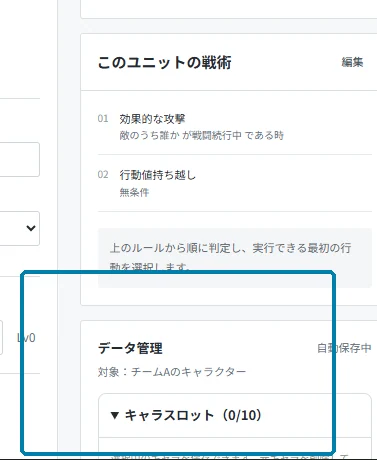 このユニットの戦術
編集
01 効果的な攻撃
敵のうち誰か が戦闘続行中 である時
02 行動値持ち越し
無条件
上のルールから順に判定し、実行できる最初の行
動を選択します。
Lv0
データ管理
自動保存中
対象：チームAのキャラクター
▼ キャラスロット（0/10）